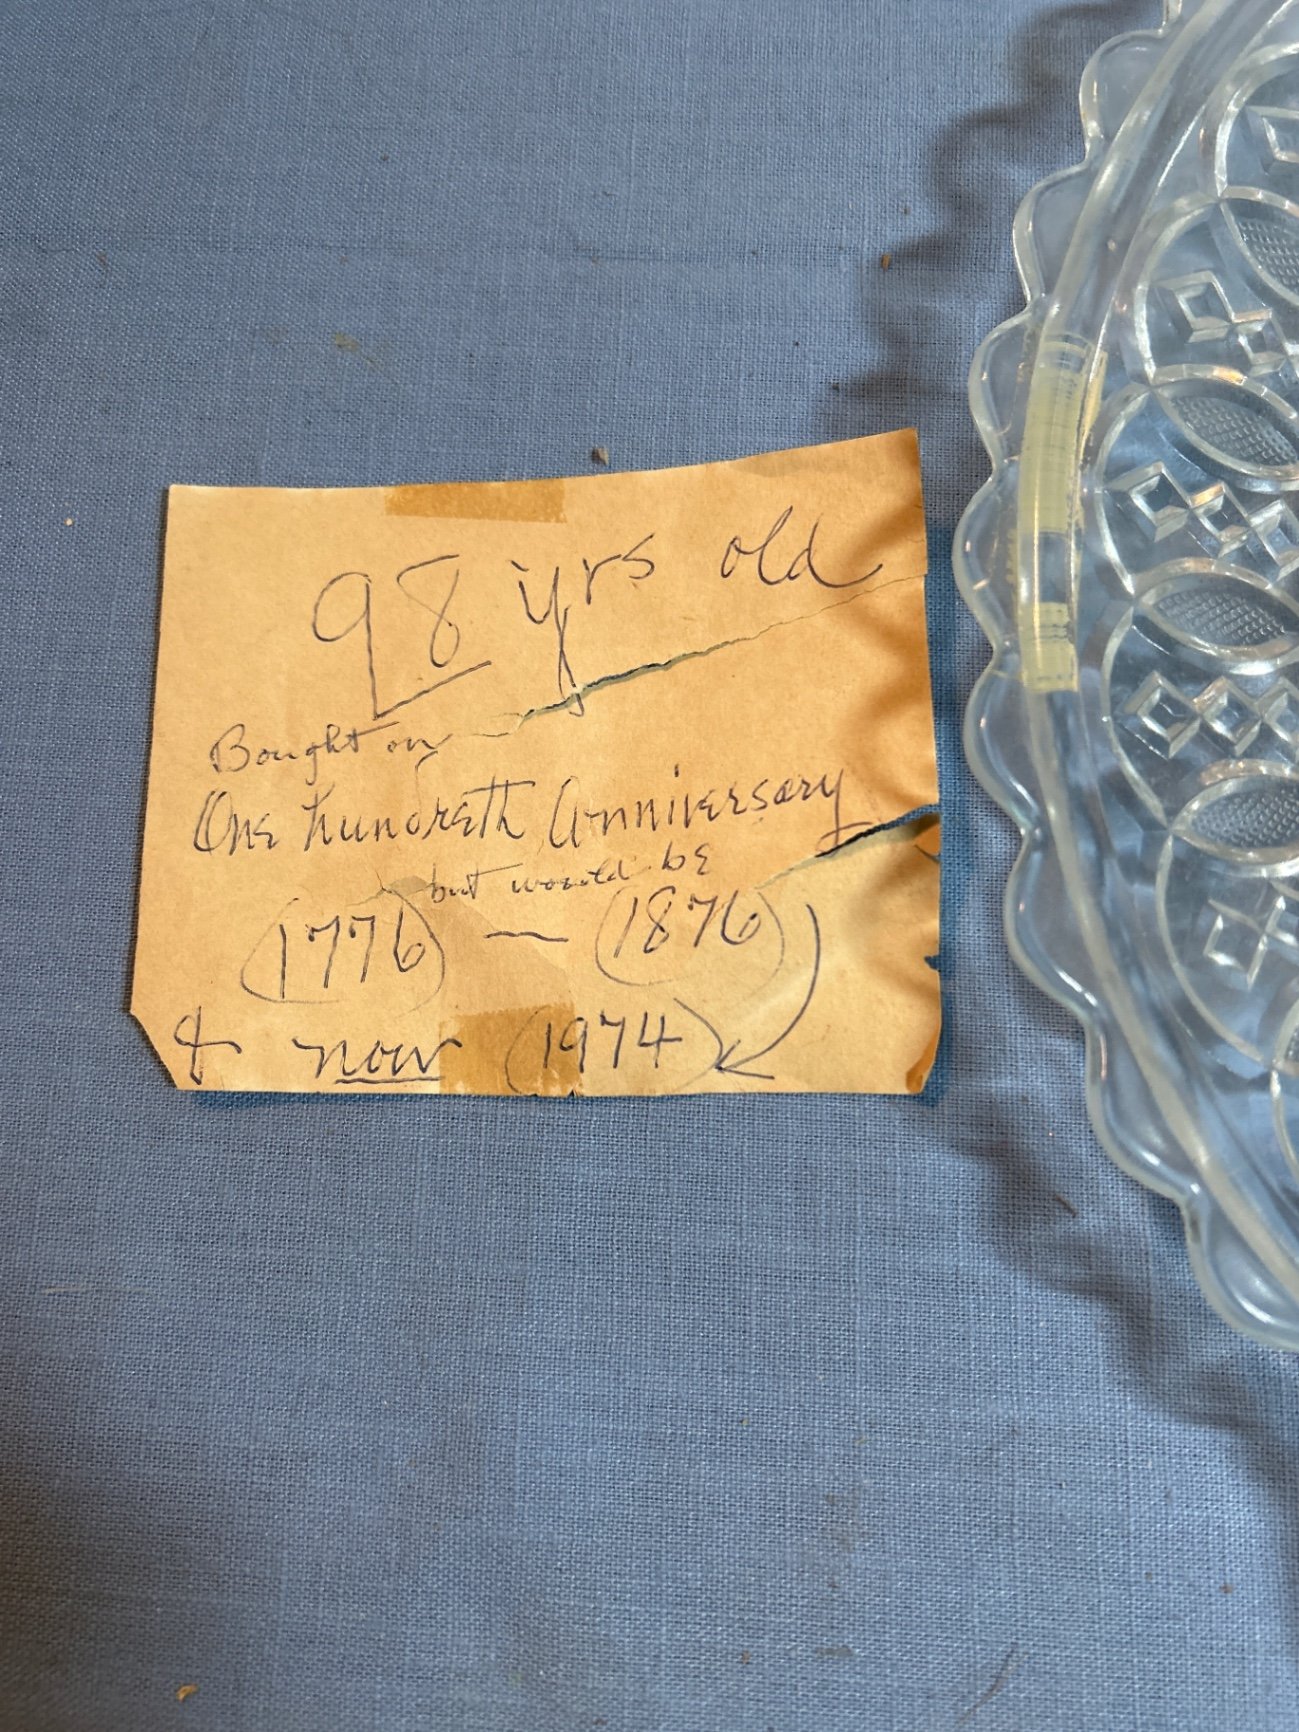 98 yrs old
Bought on
One hundreth Anniversary
but would be
(1776) — (1876)
& now (1974)